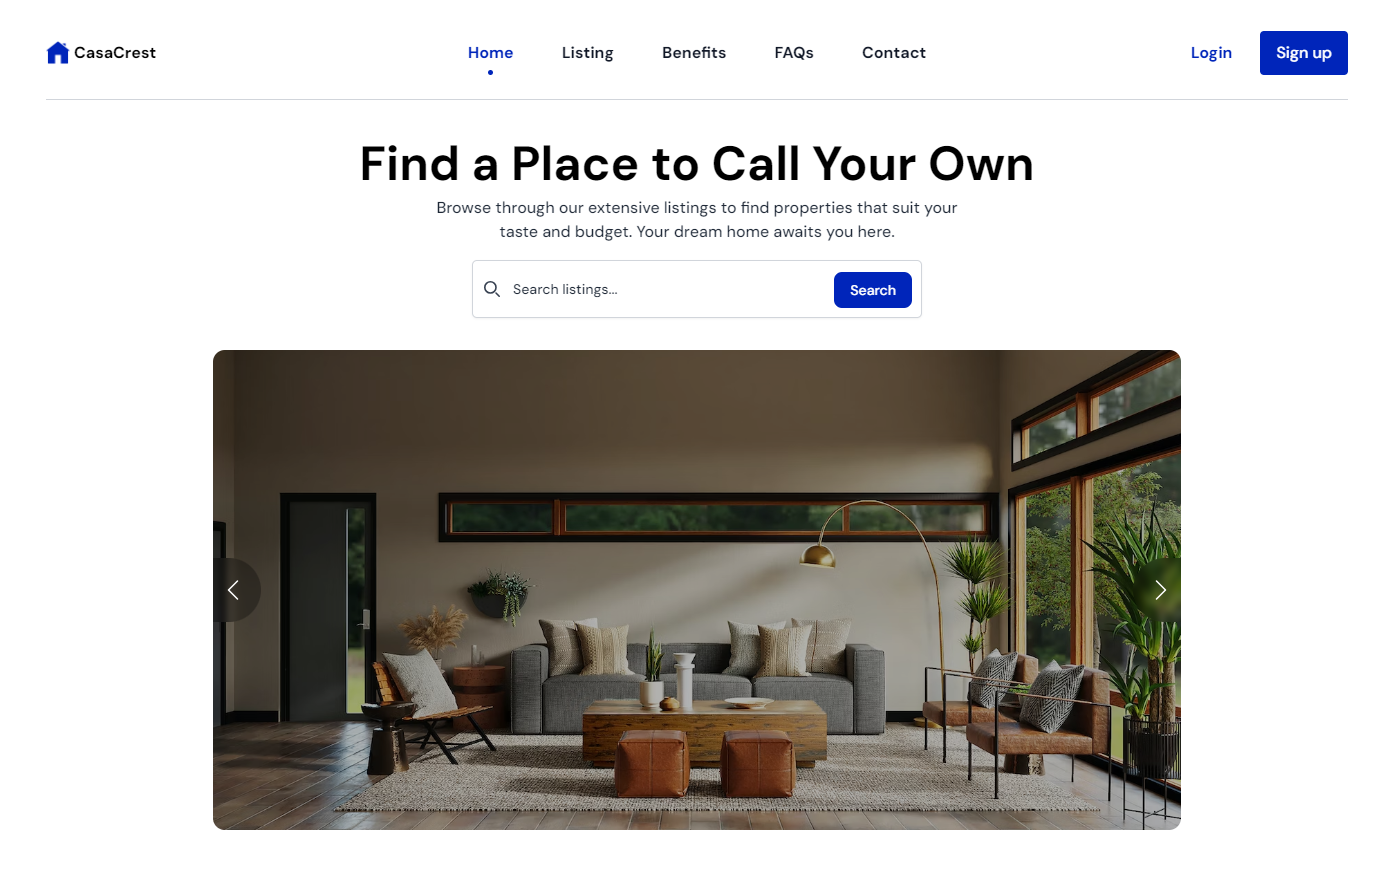 CasaCrest
Home Listing Benefits FAQs Contact
Login Sign up
Find a Place to Call Your Own
Browse through our extensive listings to find properties that suit your
taste and budget. Your dream home awaits you here.
Search listings... Search